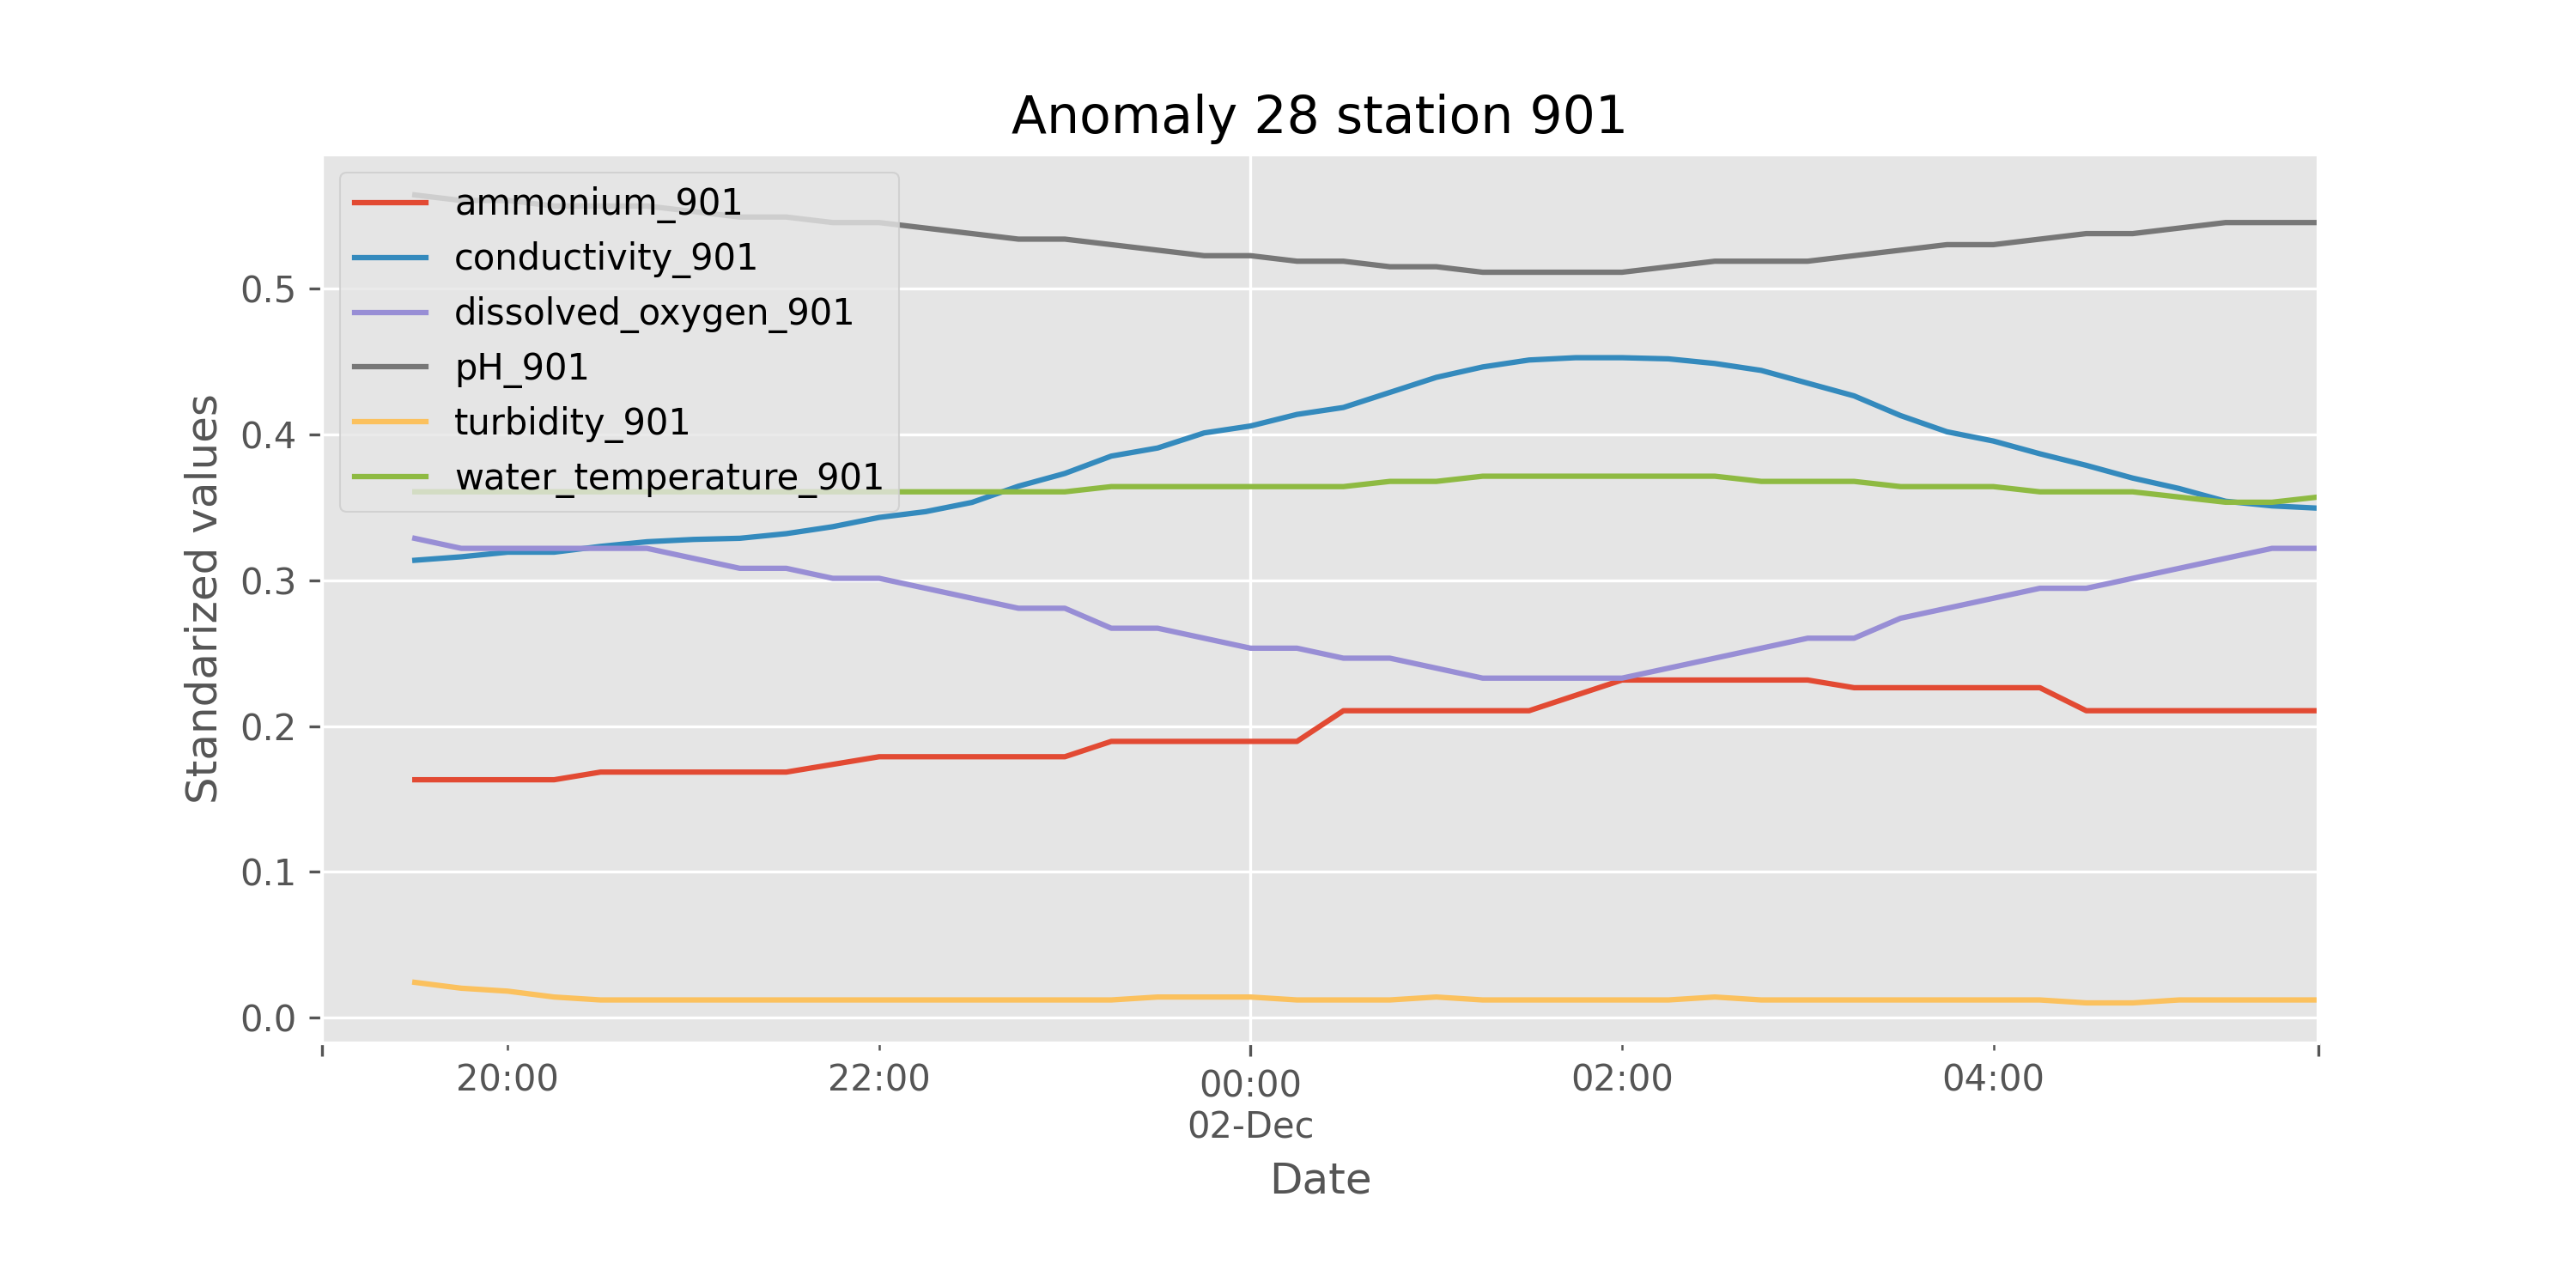 Anomaly 28 station 901
ammonium_901
conductivity_901
dissolved_oxygen_901
pH_901
turbidity_901
water_temperature_901
Standarized values
0.5
0.4
0.3
0.2
0.1
0.0
20:00 22:00 00:00 02:00 04:00
02-Dec
Date